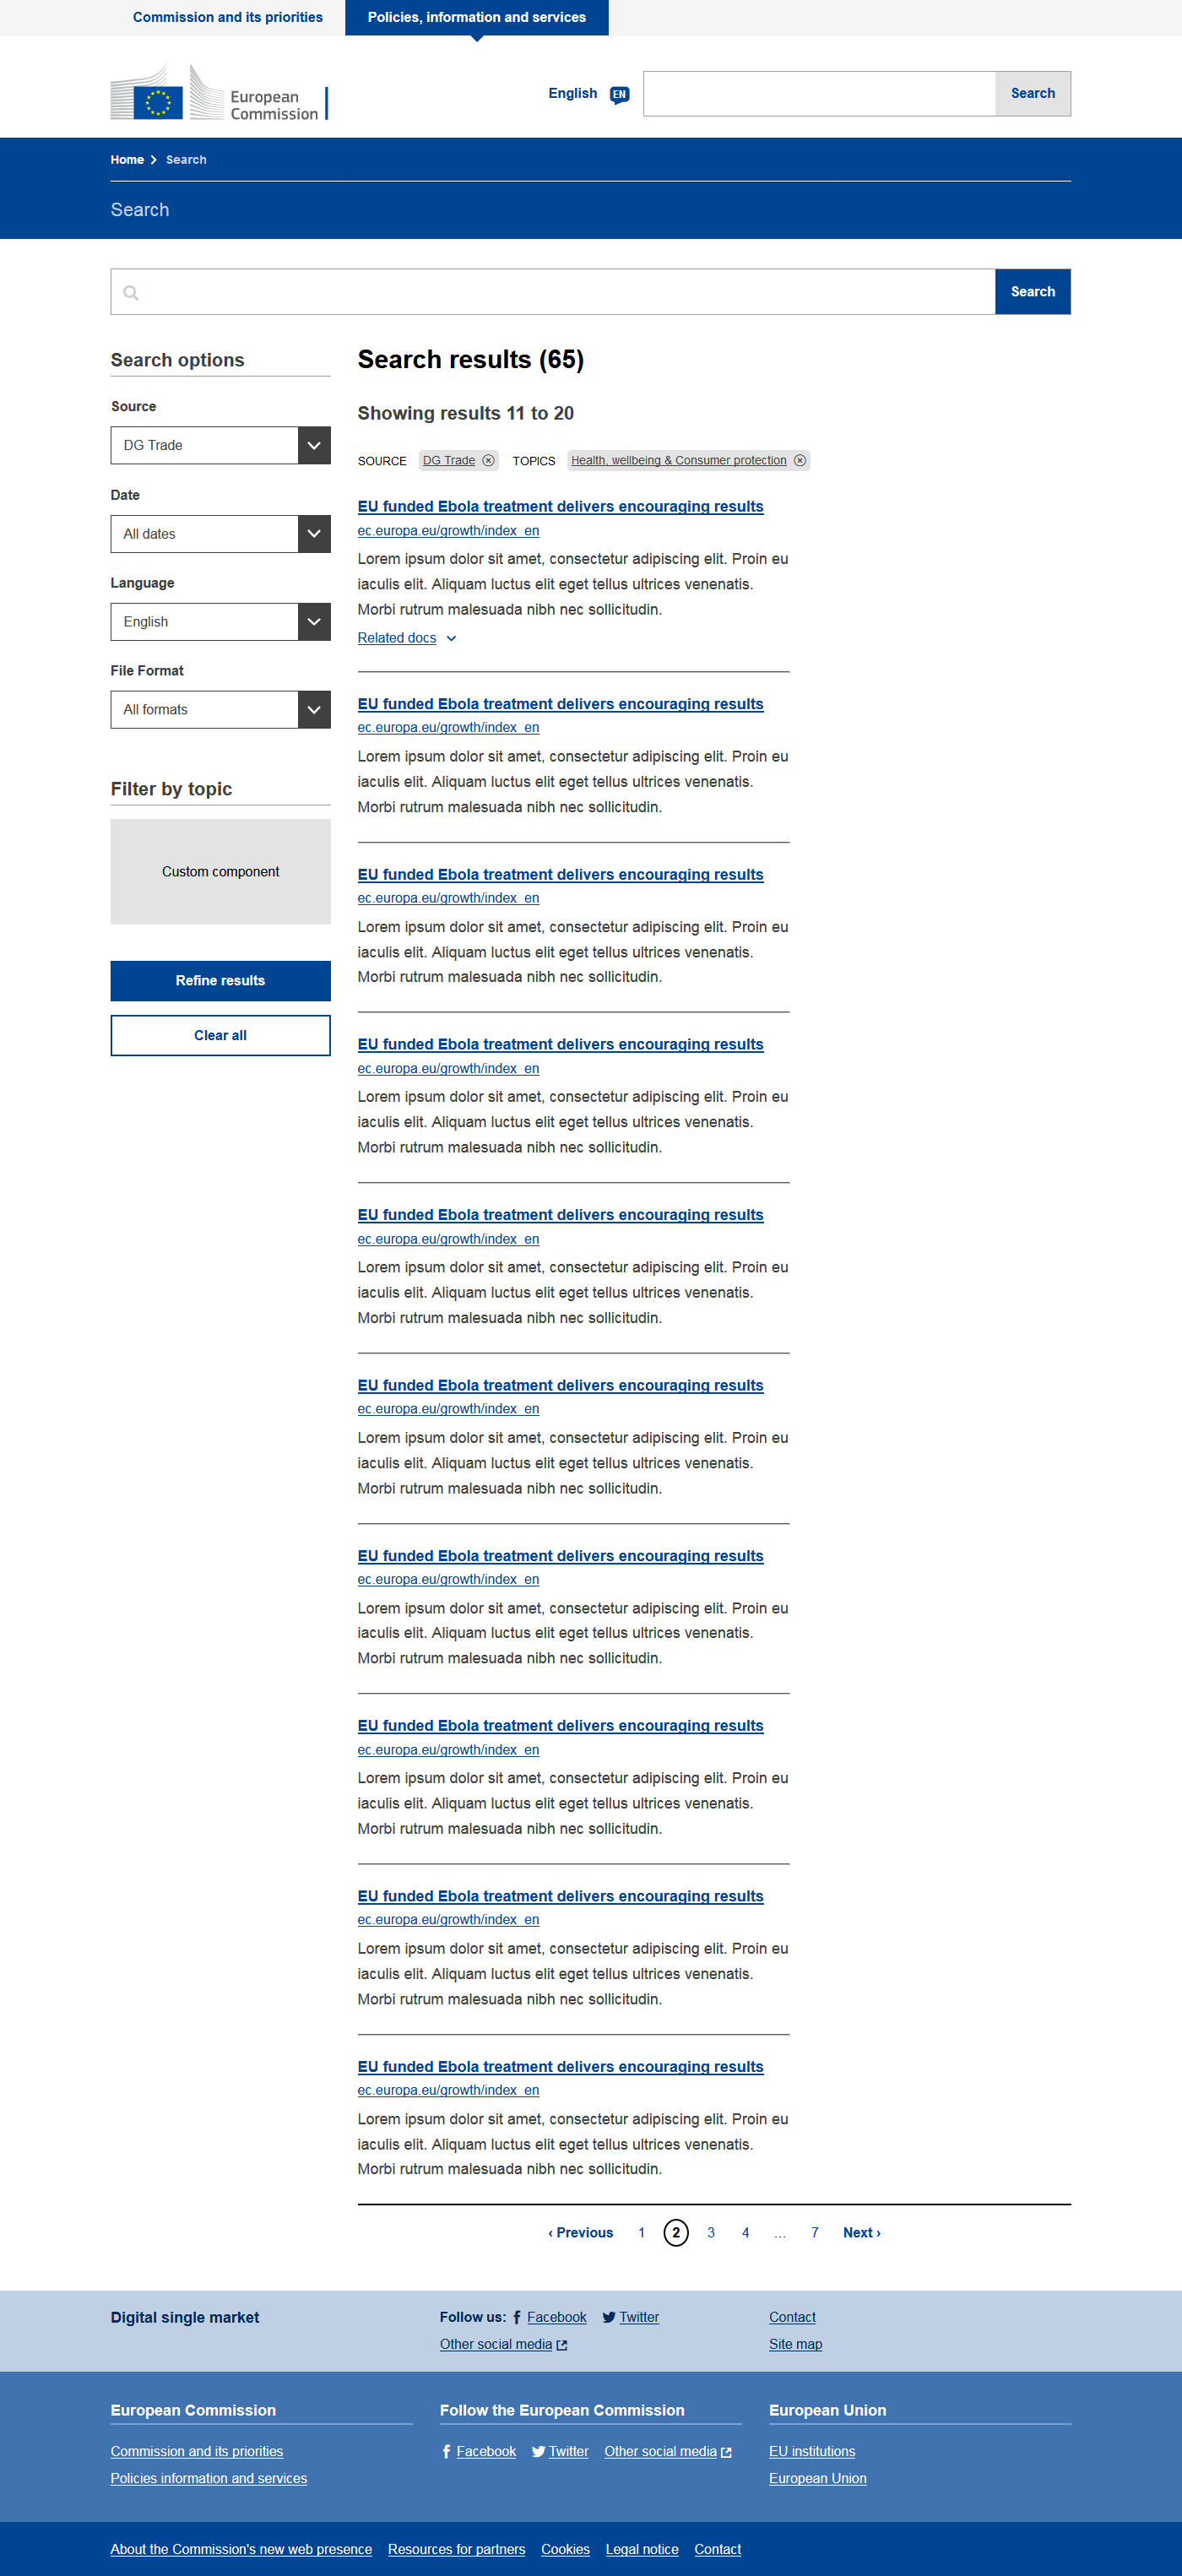 Commission and its priorities
Policies, information and services
European
Commission
English EN
Search
Home Search
Search
Search
Search options
Source
DG Trade
Date
All dates
Language
English
File Format
All formats
Filter by topic
Custom component
Refine results
Clear all
Search results (65)
Showing results 11 to 20
SOURCE DG Trade TOPICS Health, wellbeing & Consumer protection
EU funded Ebola treatment delivers encouraging results
ec.europa.eu/growth/index_en
Lorem ipsum dolor sit amet, consectetur adipiscing elit. Proin eu
iaculis elit. Aliquam luctus elit eget tellus ultrices venenatis.
Morbi rutrum malesuada nibh nec sollicitudin.
Related docs
EU funded Ebola treatment delivers encouraging results
ec.europa.eu/growth/index_en
Lorem ipsum dolor sit amet, consectetur adipiscing elit. Proin eu
iaculis elit. Aliquam luctus elit eget tellus ultrices venenatis.
Morbi rutrum malesuada nibh nec sollicitudin.
EU funded Ebola treatment delivers encouraging results
ec.europa.eu/growth/index_en
Lorem ipsum dolor sit amet, consectetur adipiscing elit. Proin eu
iaculis elit. Aliquam luctus elit eget tellus ultrices venenatis.
Morbi rutrum malesuada nibh nec sollicitudin.
EU funded Ebola treatment delivers encouraging results
ec.europa.eu/growth/index_en
Lorem ipsum dolor sit amet, consectetur adipiscing elit. Proin eu
iaculis elit. Aliquam luctus elit eget tellus ultrices venenatis.
Morbi rutrum malesuada nibh nec sollicitudin.
EU funded Ebola treatment delivers encouraging results
ec.europa.eu/growth/index_en
Lorem ipsum dolor sit amet, consectetur adipiscing elit. Proin eu
iaculis elit. Aliquam luctus elit eget tellus ultrices venenatis.
Morbi rutrum malesuada nibh nec sollicitudin.
EU funded Ebola treatment delivers encouraging results
ec.europa.eu/growth/index_en
Lorem ipsum dolor sit amet, consectetur adipiscing elit. Proin eu
iaculis elit. Aliquam luctus elit eget tellus ultrices venenatis.
Morbi rutrum malesuada nibh nec sollicitudin.
EU funded Ebola treatment delivers encouraging results
ec.europa.eu/growth/index_en
Lorem ipsum dolor sit amet, consectetur adipiscing elit. Proin eu
iaculis elit. Aliquam luctus elit eget tellus ultrices venenatis.
Morbi rutrum malesuada nibh nec sollicitudin.
EU funded Ebola treatment delivers encouraging results
ec.europa.eu/growth/index_en
Lorem ipsum dolor sit amet, consectetur adipiscing elit. Proin eu
iaculis elit. Aliquam luctus elit eget tellus ultrices venenatis.
Morbi rutrum malesuada nibh nec sollicitudin.
EU funded Ebola treatment delivers encouraging results
ec.europa.eu/growth/index_en
Lorem ipsum dolor sit amet, consectetur adipiscing elit. Proin eu
iaculis elit. Aliquam luctus elit eget tellus ultrices venenatis.
Morbi rutrum malesuada nibh nec sollicitudin.
EU funded Ebola treatment delivers encouraging results
ec.europa.eu/growth/index_en
Lorem ipsum dolor sit amet, consectetur adipiscing elit. Proin eu
iaculis elit. Aliquam luctus elit eget tellus ultrices venenatis.
Morbi rutrum malesuada nibh nec sollicitudin.
‹ Previous 1 2 3 4 ... 7 Next ›
Digital single market
Follow us: Facebook Twitter
Other social media
Contact
Site map
European Commission
Commission and its priorities
Policies information and services
Follow the European Commission
Facebook Twitter Other social media
European Union
EU institutions
European Union
About the Commission's new web presence Resources for partners Cookies Legal notice Contact